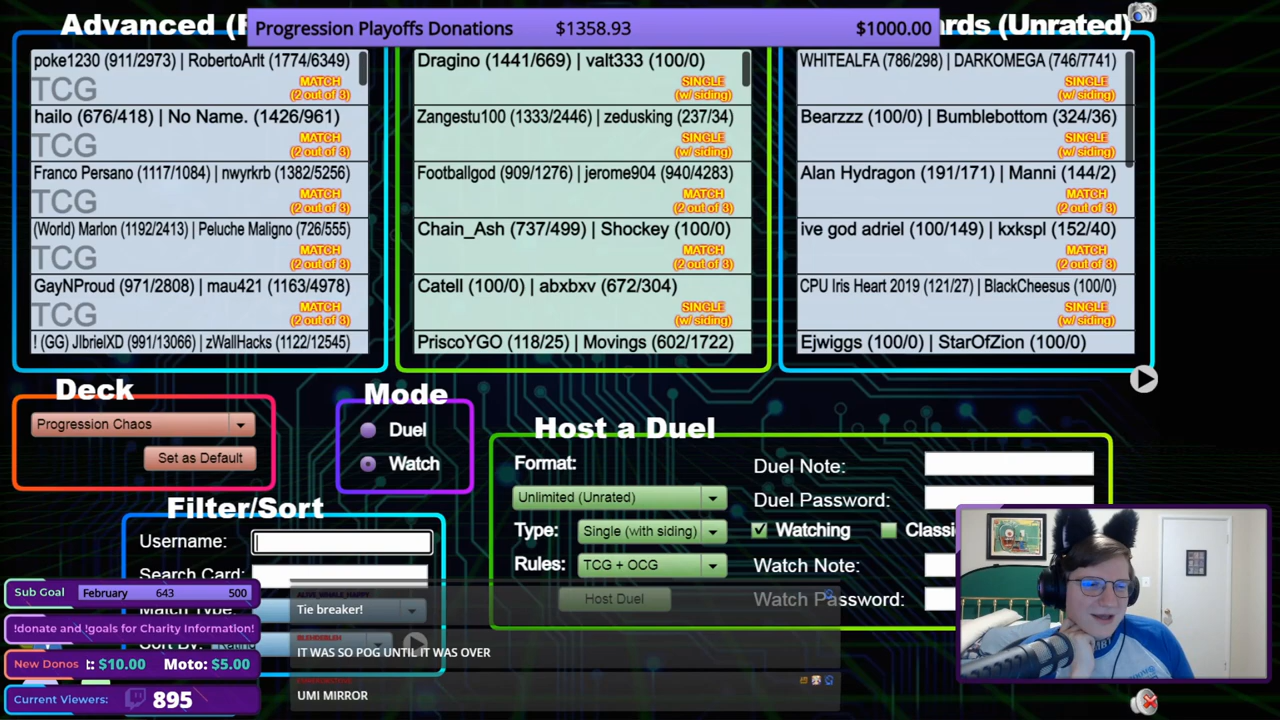 Advanced (
Progression Playoffs Donations $1358.93 $1000.00
rds (Unrated)
poke1230 (911/2973) | RobertoArlt (1774/6349)
TCG
MATCH
(2 out of 3)
hailo (676/418) | No Name. (1426/961)
TCG
MATCH
(2 out of 3)
Franco Persano (1117/1084) | nwyrkrb (1382/5256)
TCG
MATCH
(2 out of 3)
(World) Marlon (1192/2413) | Peluche Maligno (726/555)
TCG
MATCH
(2 out of 3)
GayNProud (971/2808) | mau421 (1163/4978)
TCG
MATCH
(2 out of 3)
! (GG) JIbrielXD (991/13066) | zWallHacks (1122/12545)
Dragino (1441/669) | valt333 (100/0)
SINGLE
(w/ siding)
Zangestu100 (1333/2446) | zedusking (237/34)
SINGLE
(w/ siding)
Footballgod (909/1276) | jerome904 (940/4283)
MATCH
(2 out of 3)
Chain_Ash (737/499) | Shockey (100/0)
MATCH
(2 out of 3)
Catell (100/0) | abxbxv (672/304)
SINGLE
(w/ siding)
PriscoYGO (118/25) | Movings (602/1722)
WHITEALFA (786/298) | DARKOMEGA (746/7741)
SINGLE
(w/ siding)
Bearzzz (100/0) | Bumblebottom (324/36)
SINGLE
(w/ siding)
Alan Hydragon (191/171) | Manni (144/2)
MATCH
(2 out of 3)
ive god adriel (100/149) | kxkspl (152/40)
MATCH
(2 out of 3)
CPU Iris Heart 2019 (121/27) | BlackCheesus (100/0)
SINGLE
(w/ siding)
Ejwiggs (100/0) | StarOfZion (100/0)
Deck
Progression Chaos
Set as Default
Mode
Duel
Watch
Host a Duel
Format:
Unlimited (Unrated)
Type: Single (with siding)
Rules: TCG + OCG
Host Duel
Duel Note:
Duel Password:
Watching Classi
Watch Note:
Watch Password:
Filter/Sort
Username:
Search Card:
Sub Goal February 643 500
!donate and !goals for Charity Information!
New Donos : $10.00 Moto: $5.00
Current Viewers: 895
Tie breaker!
IT WAS SO POG UNTIL IT WAS OVER
UMI MIRROR